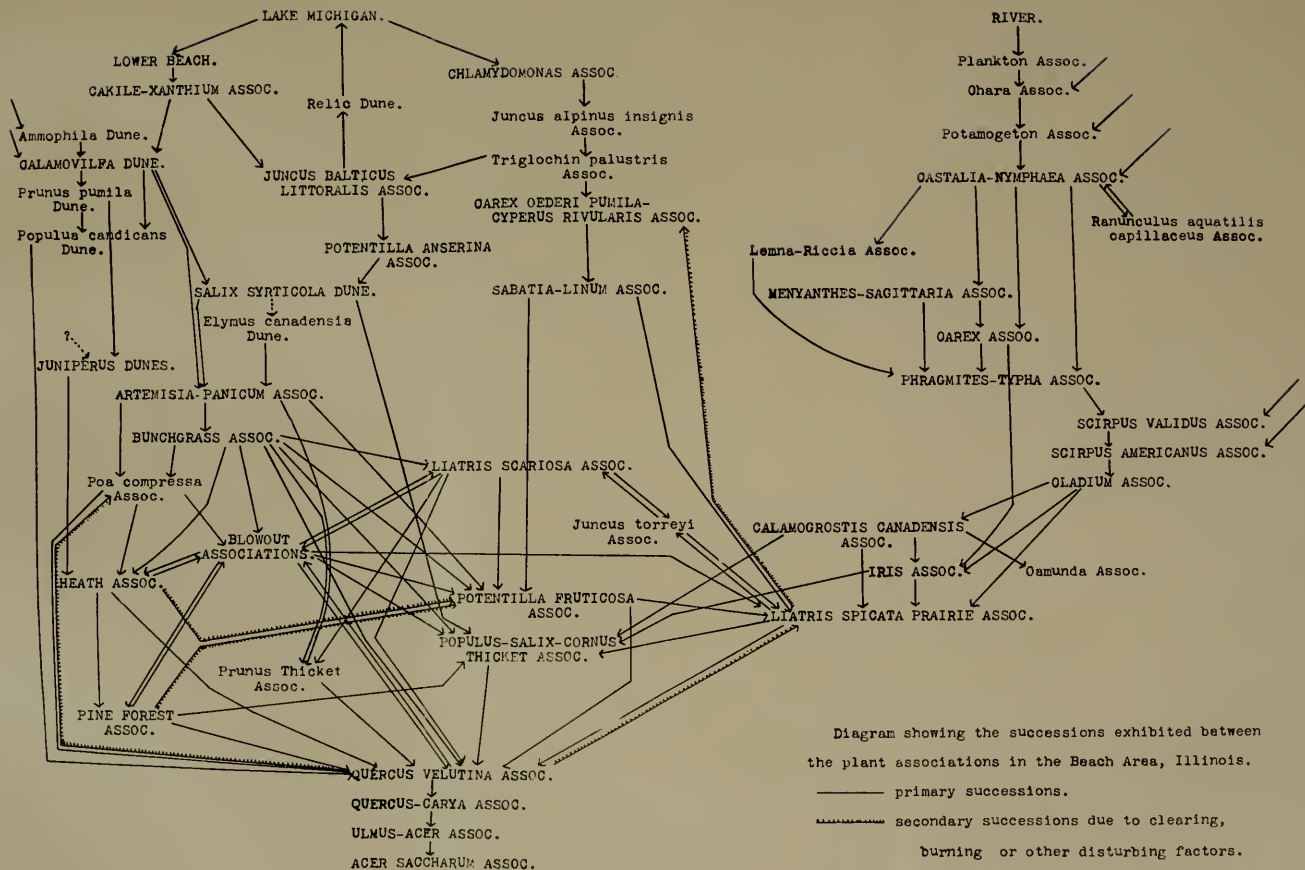 LAKE MICHIGAN.
RIVER.
LOWER BEACH.
CAKILE-XANTHIUM ASSOC.
Relic Dune.
CHLAMYDOMONAS ASSOC.
Plankton Assoc.
Ohara Assoc.
Juncus alpinus insignis
Assoc.
Potamogeton Assoc.
Ammophila Dune.
CALAMOVILFA DUNE.
Prunus pumila
Dune.
Populua candicans
Dune.
JUNCUS BALTICUS
LITTORALIS ASSOC.
Triglochin palustris
Assoc.
CASTALIA-NYMPHAEA ASSOC.
CAREX OEDERI PUMILA-
CYPERUS RIVULARIS ASSOC.
Ranunculus aquatilis
capillaceus Assoc.
POTENTILLA ANSERINA
ASSOC.
Lemna-Riccia Assoc.
SALIX SYRTICOLA DUNE.
SABATIA-LINUM ASSOC.
MENYANTHES-SAGITTARIA ASSOC.
Elymus canadensia
Dune.
CAREX ASSOC.
?
JUNIPERUS DUNES.
PHRAGMITES-TYPHA ASSOC.
ARTEMISIA-PANICUM ASSOC.
SCIRPUS VALIDUS ASSOC.
BUNCHGRASS ASSOC.
SCIRPUS AMERICANUS ASSOC.
LIATRIS SCARIOSA ASSOC.
Poa compressa
Assoc.
OLADIUM ASSOC.
Juncus torreyi
Assoc.
CALAMOGROSTIS CANADENSIS
ASSOC.
BLOWOUT
ASSOCIATIONS.
HEATH ASSOC.
IRIS ASSOC.
Oamunda Assoc.
POTENTILLA FRUTICOSA
ASSOC.
LIATRIS SPICATA PRAIRIE ASSOC.
POPULUS-SALIX-CORNUS
THICKET ASSOC.
Prunus Thicket
Assoc.
PINE FOREST
ASSOC.
QUERCUS VELUTINA ASSOC.
QUERCUS-CARYA ASSOC.
ULMUS-ACER ASSOC.
ACER SACCHARUM ASSOC.
Diagram showing the successions exhibited between
the plant associations in the Beach Area, Illinois.
primary successions.
secondary successions due to clearing,
burning or other disturbing factors.